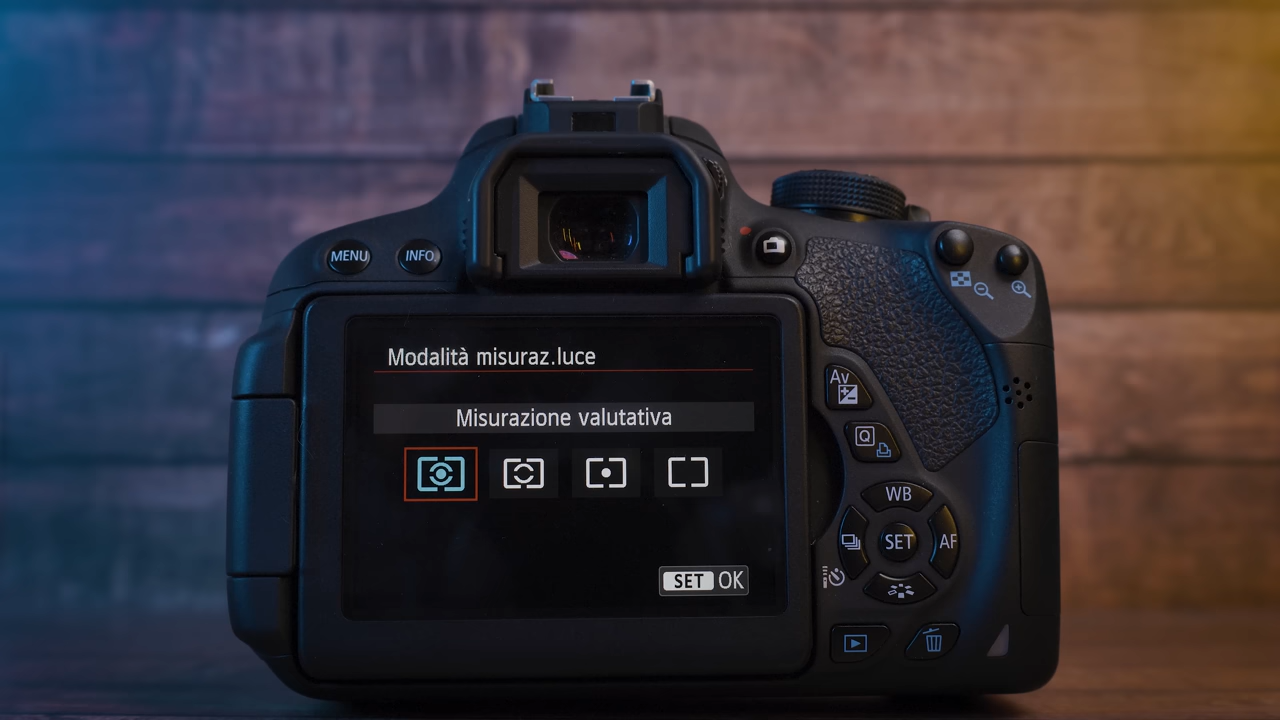 MENU
INFO.
Modalità misuraz.luce
Misurazione valutativa
SET OK
Av
Q
WB
SET
AF